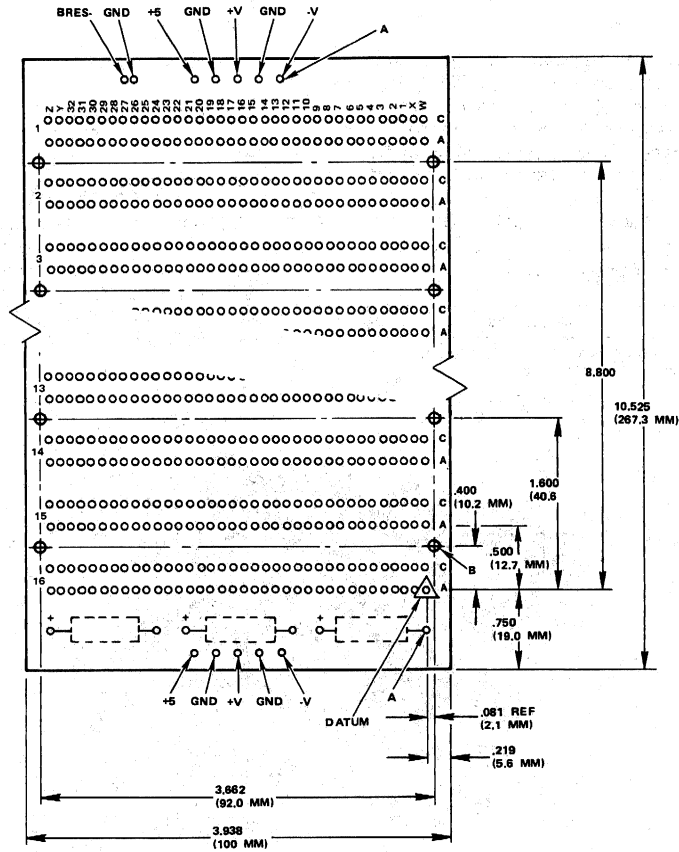 BRES- GND +5 GND +V GND -V
A
Z Y 32 31 30 29 28 27 26 25 24 23 22 21 20 19 18 17 16 15 14 13 12 11 10 9 8 7 6 5 4 3 2 1 X W
1 C
A
C
2 A
3 C
A
C
A
13
14 C
A
8,800
10.525
(267.3 MM)
1.600
(40.6
.400
(10.2 MM)
15 C
A
.500
(12.7 MM)
B
16 C
A
.750
(19.0 MM)
+ + +
+5 GND +V GND -V
A
DATUM
.081 REF
(2,1 MM)
.219
(5.6 MM)
3,662
(92.0 MM)
3,938
(100 MM)